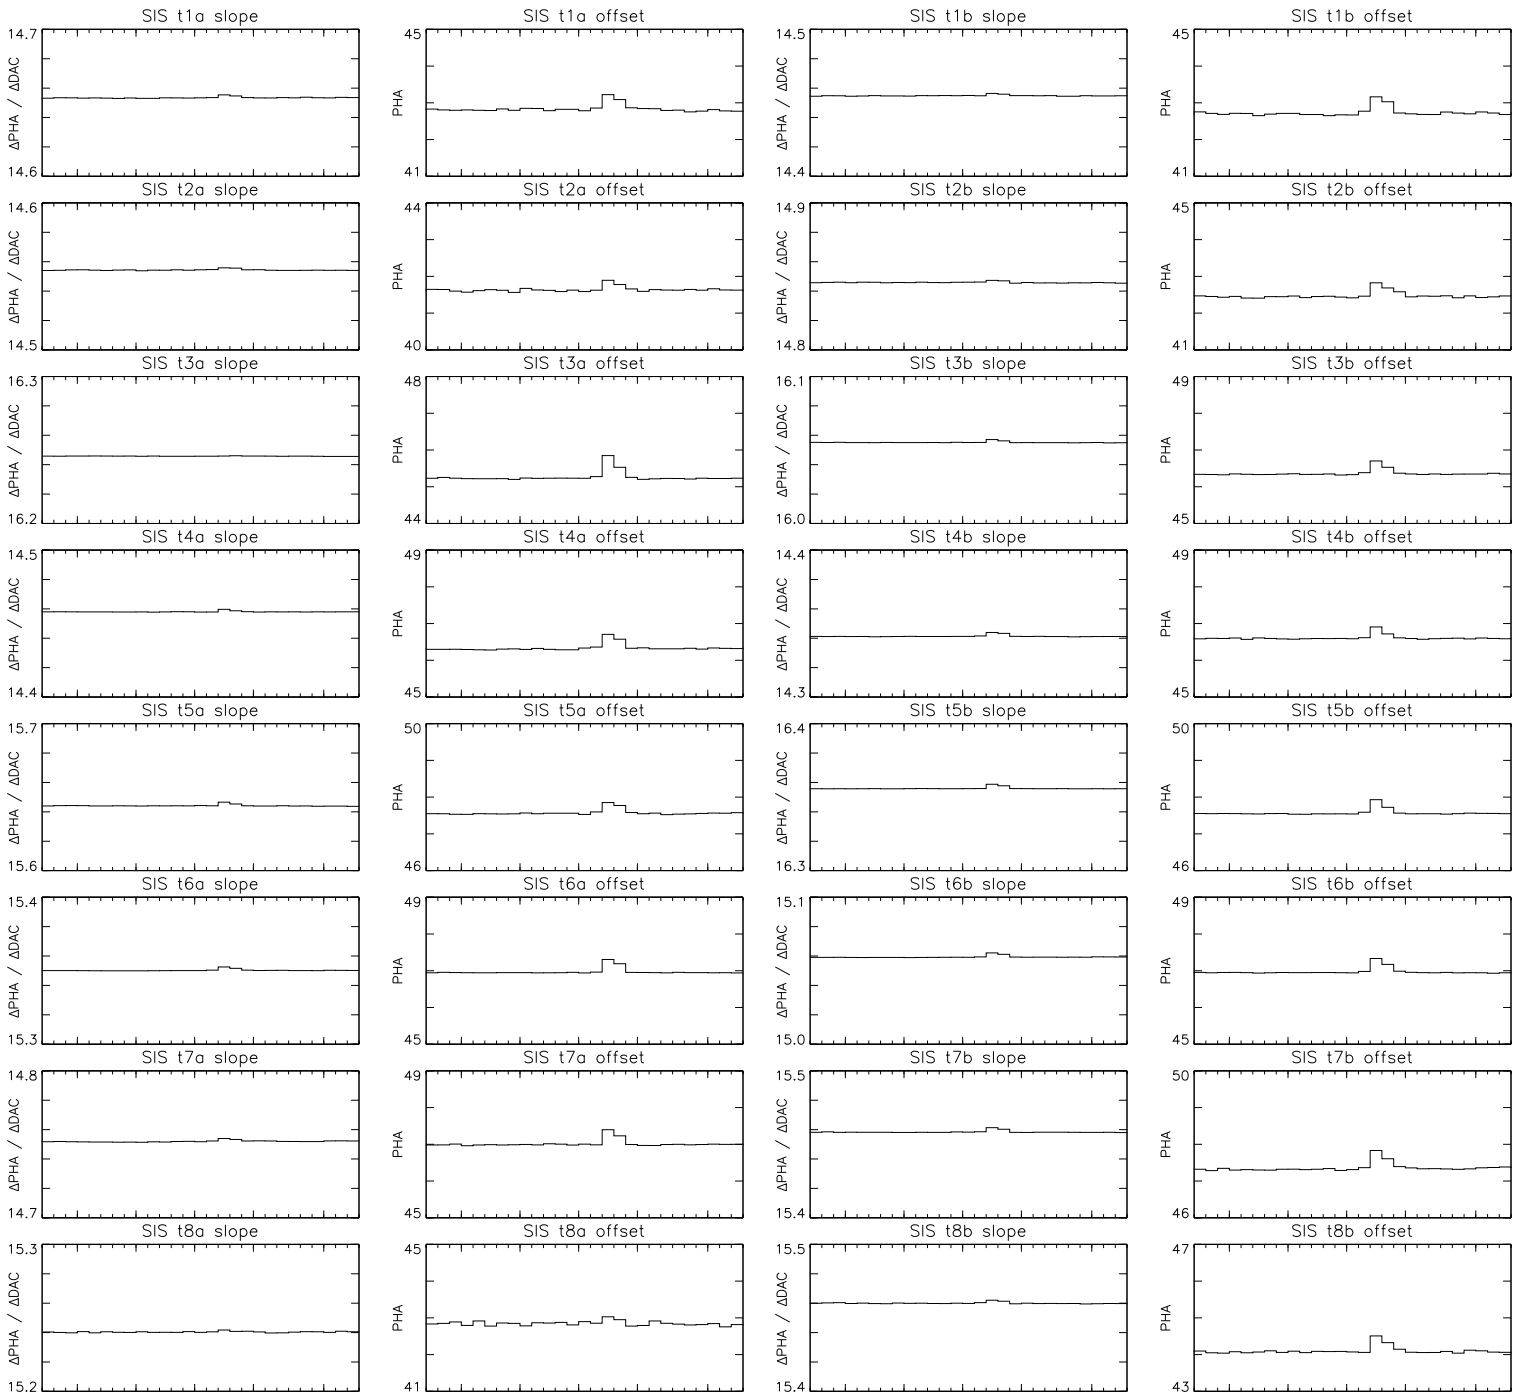 SIS t1a slope SIS t1a offset SIS t1b slope SIS t1b offset
14.7 45 14.5 45
ΔPHA / ΔDAC PHA ΔPHA / ΔDAC PHA
14.6 41 14.4 41
SIS t2a slope SIS t2a offset SIS t2b slope SIS t2b offset
14.6 44 14.9 45
ΔPHA / ΔDAC PHA ΔPHA / ΔDAC PHA
14.5 40 14.8 41
SIS t3a slope SIS t3a offset SIS t3b slope SIS t3b offset
16.3 48 16.1 49
ΔPHA / ΔDAC PHA ΔPHA / ΔDAC PHA
16.2 44 16.0 45
SIS t4a slope SIS t4a offset SIS t4b slope SIS t4b offset
14.5 49 14.4 49
ΔPHA / ΔDAC PHA ΔPHA / ΔDAC PHA
14.4 45 14.3 45
SIS t5a slope SIS t5a offset SIS t5b slope SIS t5b offset
15.7 50 16.4 50
ΔPHA / ΔDAC PHA ΔPHA / ΔDAC PHA
15.6 46 16.3 46
SIS t6a slope SIS t6a offset SIS t6b slope SIS t6b offset
15.4 49 15.1 49
ΔPHA / ΔDAC PHA ΔPHA / ΔDAC PHA
15.3 45 15.0 45
SIS t7a slope SIS t7a offset SIS t7b slope SIS t7b offset
14.8 49 15.5 50
ΔPHA / ΔDAC PHA ΔPHA / ΔDAC PHA
14.7 45 15.4 46
SIS t8a slope SIS t8a offset SIS t8b slope SIS t8b offset
15.3 45 15.5 47
ΔPHA / ΔDAC PHA ΔPHA / ΔDAC PHA
15.2 41 15.4 43